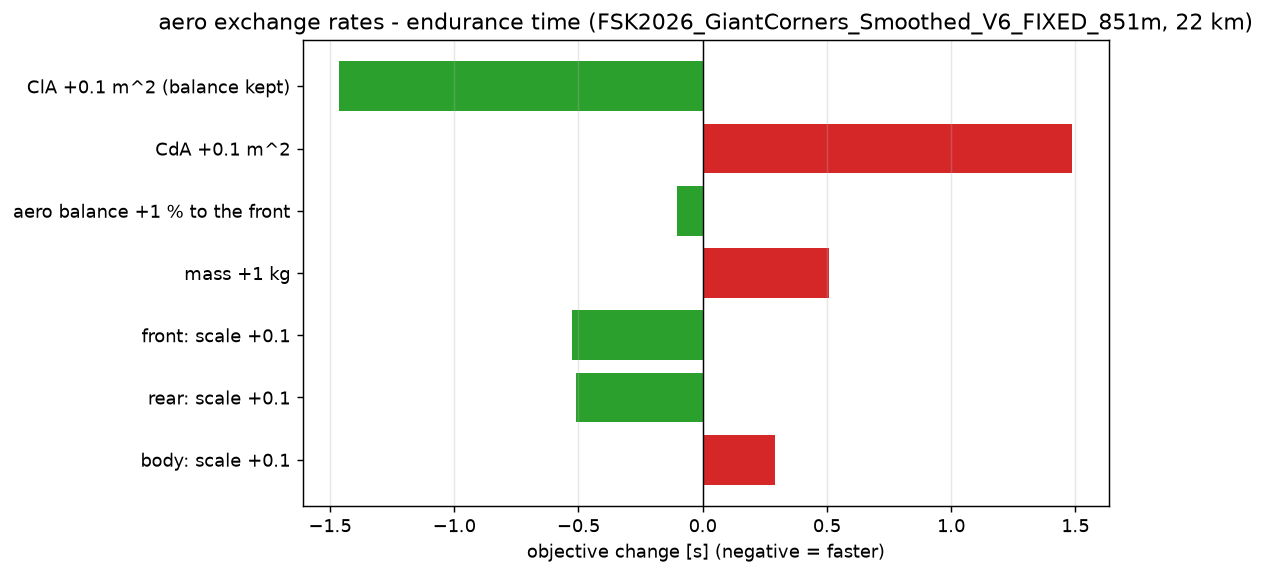 aero exchange rates - endurance time (FSK2026_GiantCorners_Smoothed_V6_FIXED_851m, 22 km)
ClA +0.1 m^2 (balance kept)
CdA +0.1 m^2
aero balance +1 % to the front
mass +1 kg
front: scale +0.1
rear: scale +0.1
body: scale +0.1
−1.5 −1.0 −0.5 0.0 0.5 1.0 1.5
objective change [s] (negative = faster)